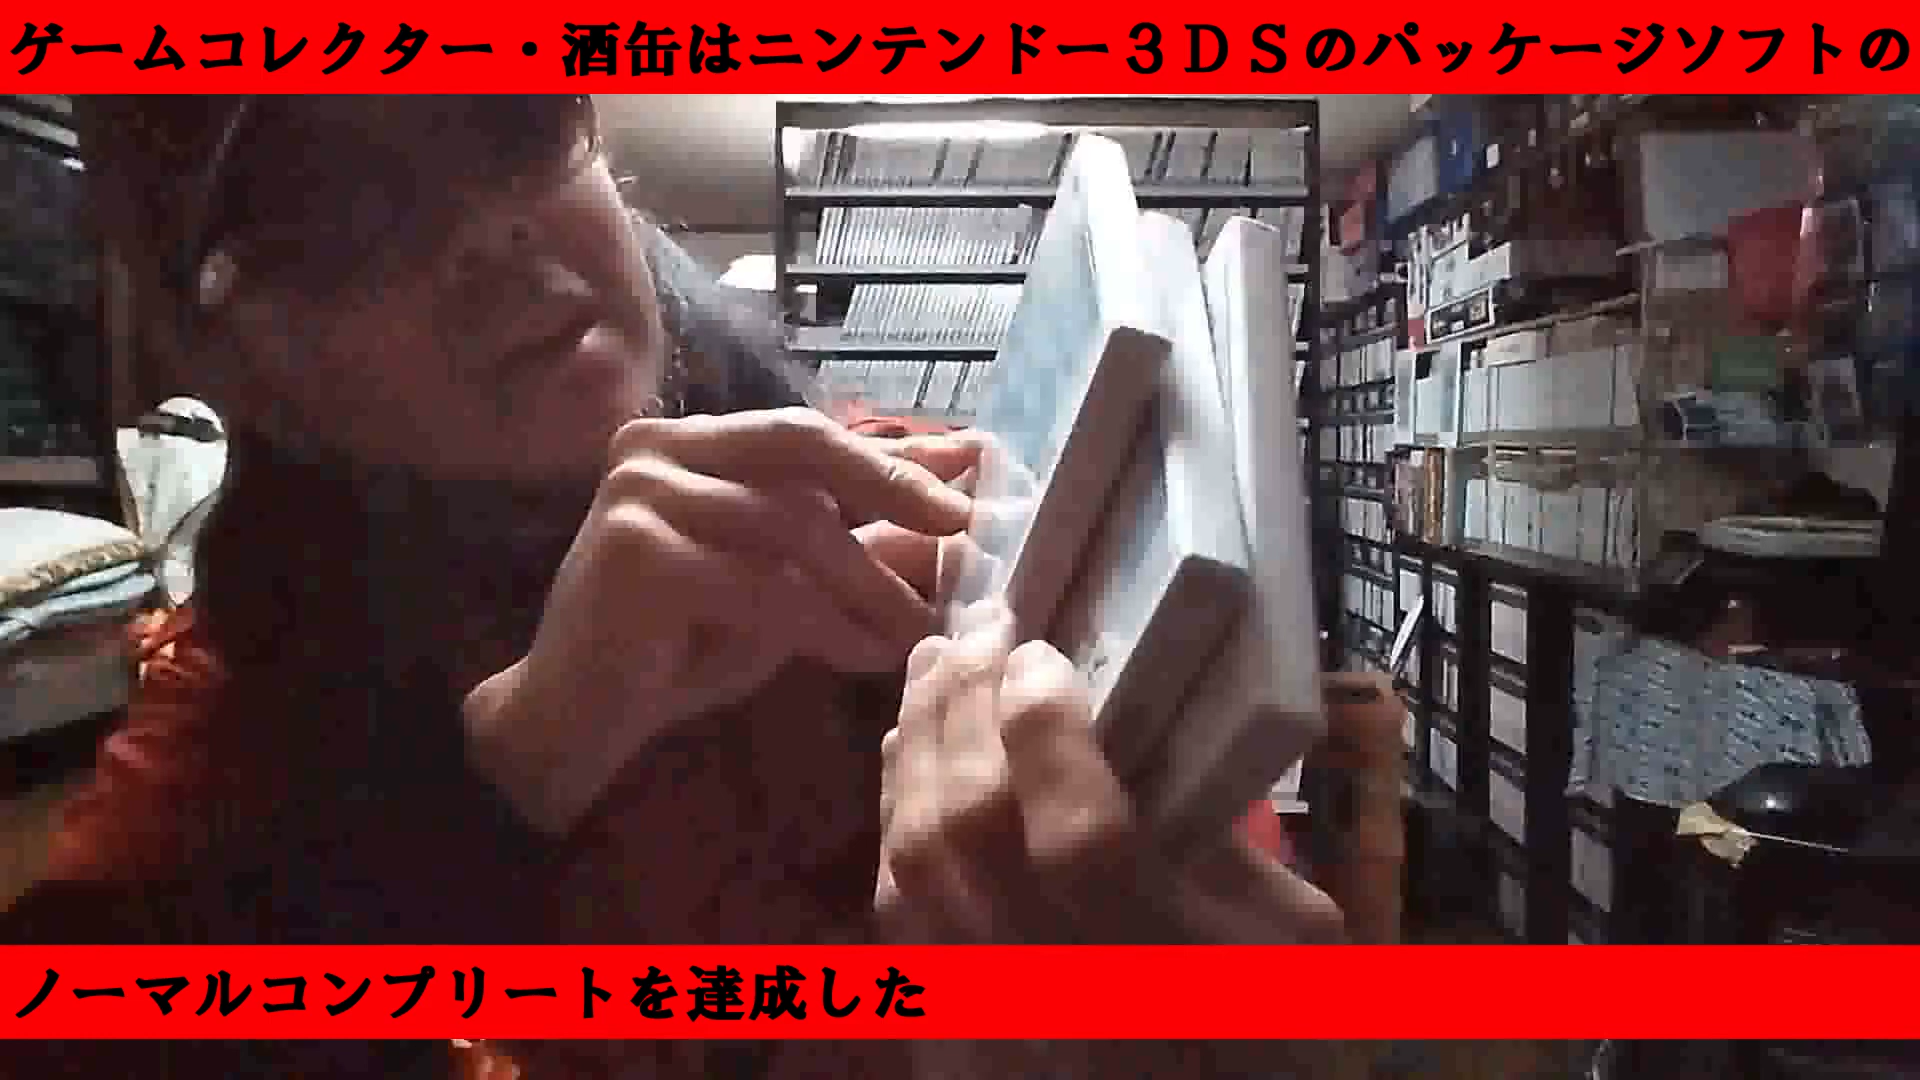 ゲームコレクター・酒缶はニンテンドー３ＤＳのパッケージソフトの
ノーマルコンプリートを達成した